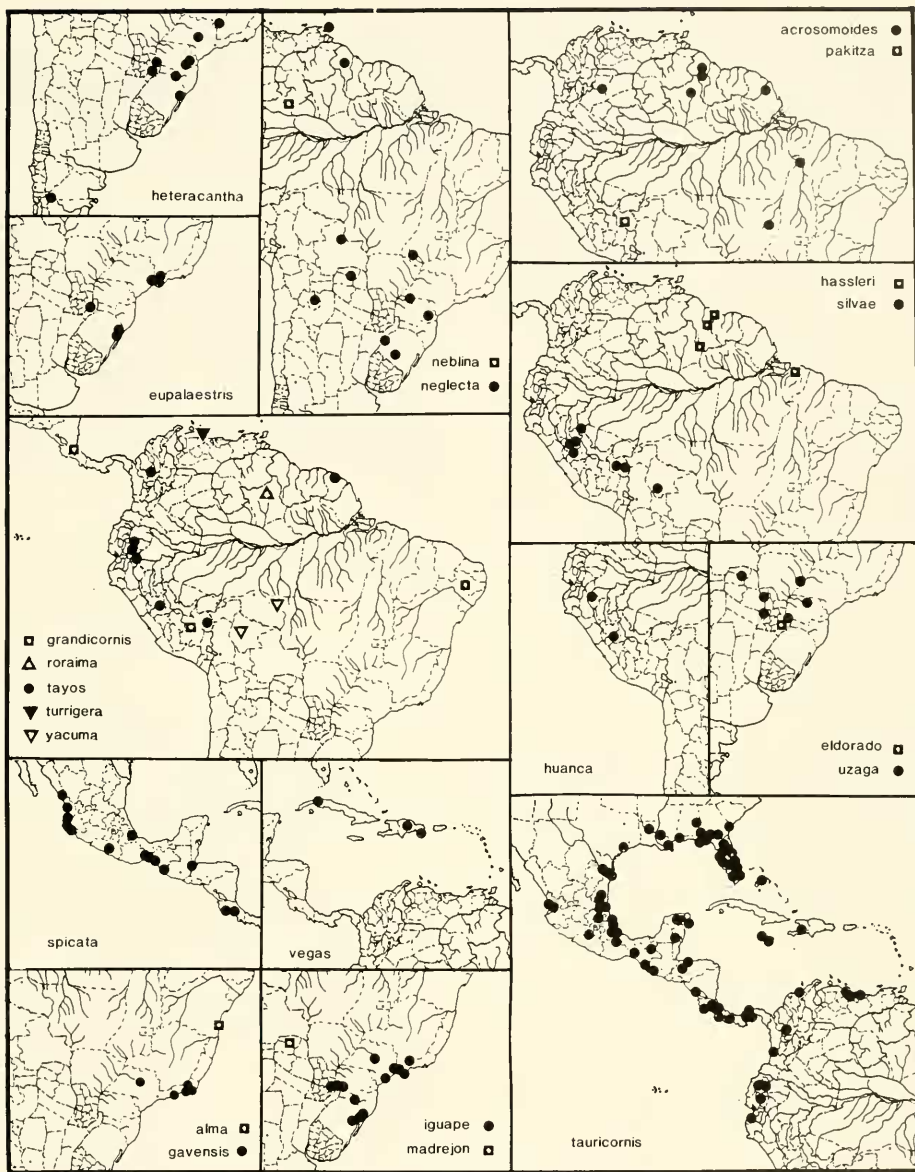 heteracantha
eupalaestris
neblina
neglecta
acrosomoides
pakitza
hassleri
silvae
grandicornis
roraima
tayos
turrigera
yacuma
huanca
eldorado
uzaga
spicata
vegas
alma
gavensis
iguape
madrejon
tauricornis